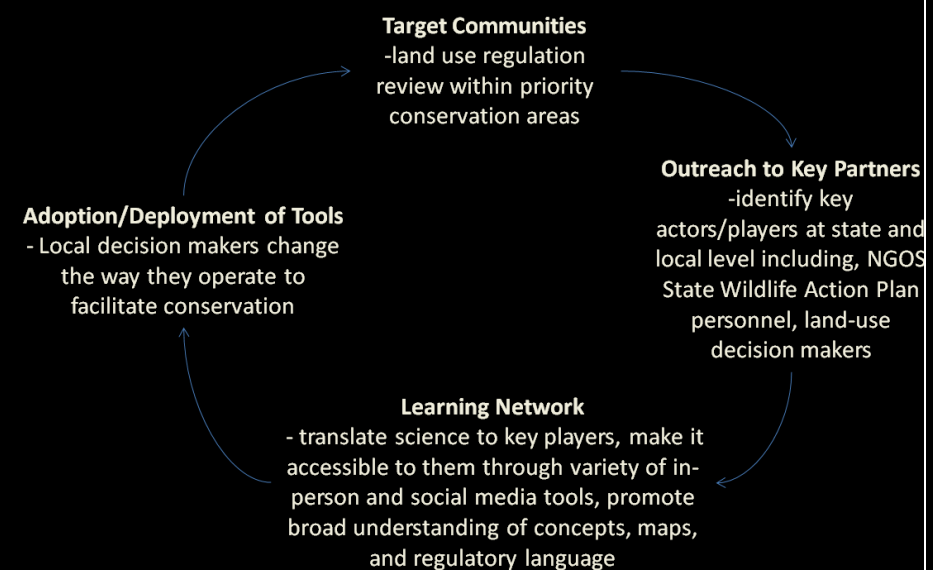 Target Communities
-land use regulation
review within priority
conservation areas
Outreach to Key Partners
-identify key
actors/players at state and
local level including, NGOS
State Wildlife Action Plan
personnel, land-use
decision makers
Learning Network
- translate science to key players, make it
accessible to them through variety of in-
person and social media tools, promote
broad understanding of concepts, maps,
and regulatory language
Adoption/Deployment of Tools
- Local decision makers change
the way they operate to
facilitate conservation